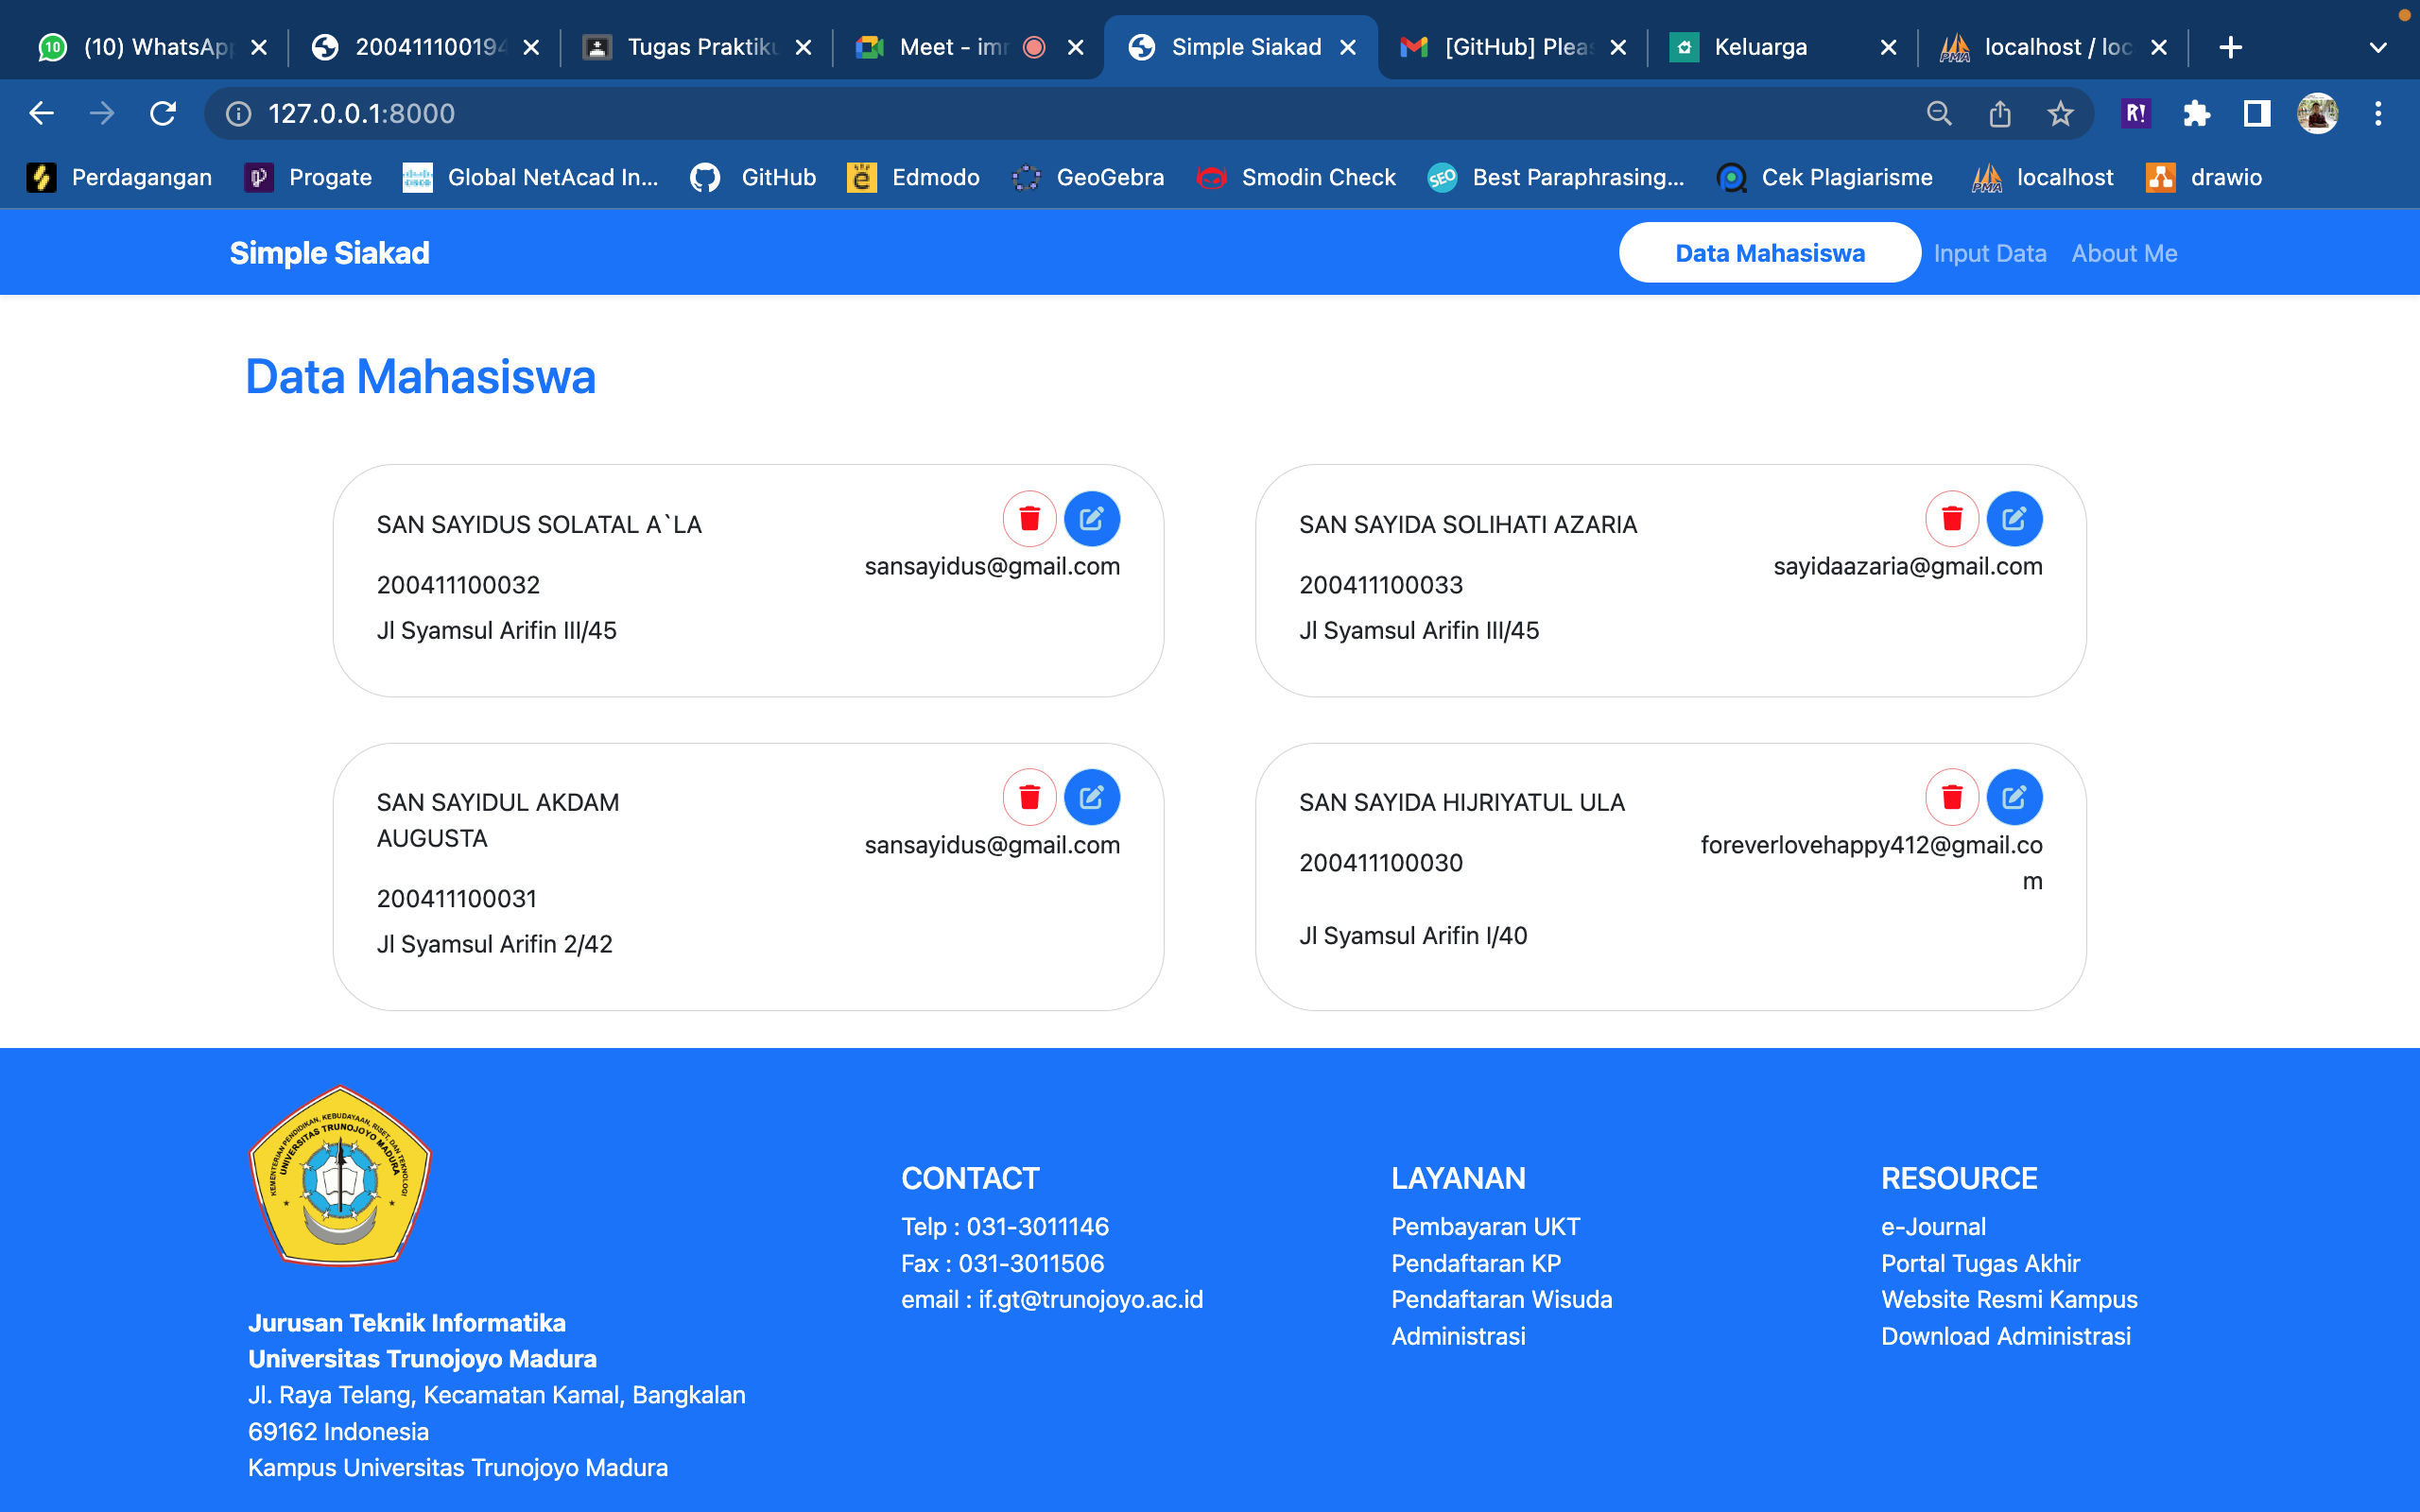 (10) WhatsApp
200411100194
Tugas Praktiku
Meet - imr
Simple Siakad
[GitHub] Pleas
Keluarga
localhost / loc
127.0.0.1:8000
R!
Perdagangan
Progate
Global NetAcad In...
GitHub
Edmodo
GeoGebra
Smodin Check
SEO
Best Paraphrasing...
Cek Plagiarisme
PMA
localhost
drawio
Simple Siakad
Data Mahasiswa
Input Data
About Me
Data Mahasiswa
SAN SAYIDUS SOLATAL A`LA
sansayidus@gmail.com
200411100032
Jl Syamsul Arifin III/45
SAN SAYIDA SOLIHATI AZARIA
sayidaazaria@gmail.com
200411100033
Jl Syamsul Arifin III/45
SAN SAYIDUL AKDAM
AUGUSTA
sansayidus@gmail.com
200411100031
Jl Syamsul Arifin 2/42
SAN SAYIDA HIJRIYATUL ULA
foreverlovehappy412@gmail.co
m
200411100030
Jl Syamsul Arifin I/40
KEMENTERIAN PENDIDIKAN, KEBUDAYAAN, RISET, DAN TEKNOLOGI
UNIVERSITAS TRUNOJOYO MADURA
Jurusan Teknik Informatika
Universitas Trunojoyo Madura
Jl. Raya Telang, Kecamatan Kamal, Bangkalan
69162 Indonesia
Kampus Universitas Trunojoyo Madura
CONTACT
Telp : 031-3011146
Fax : 031-3011506
email : if.gt@trunojoyo.ac.id
LAYANAN
Pembayaran UKT
Pendaftaran KP
Pendaftaran Wisuda
Administrasi
RESOURCE
e-Journal
Portal Tugas Akhir
Website Resmi Kampus
Download Administrasi